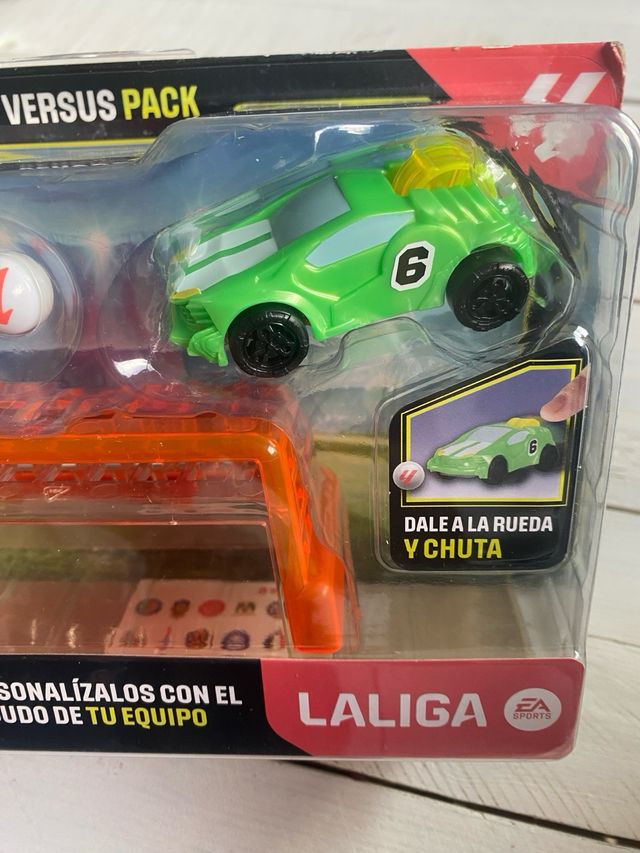 VERSUS PACK
6
6
DALE A LA RUEDA
Y CHUTA
SONALÍZALOS CON EL
UDO DE TU EQUIPO
LALIGA
EA
SPORTS